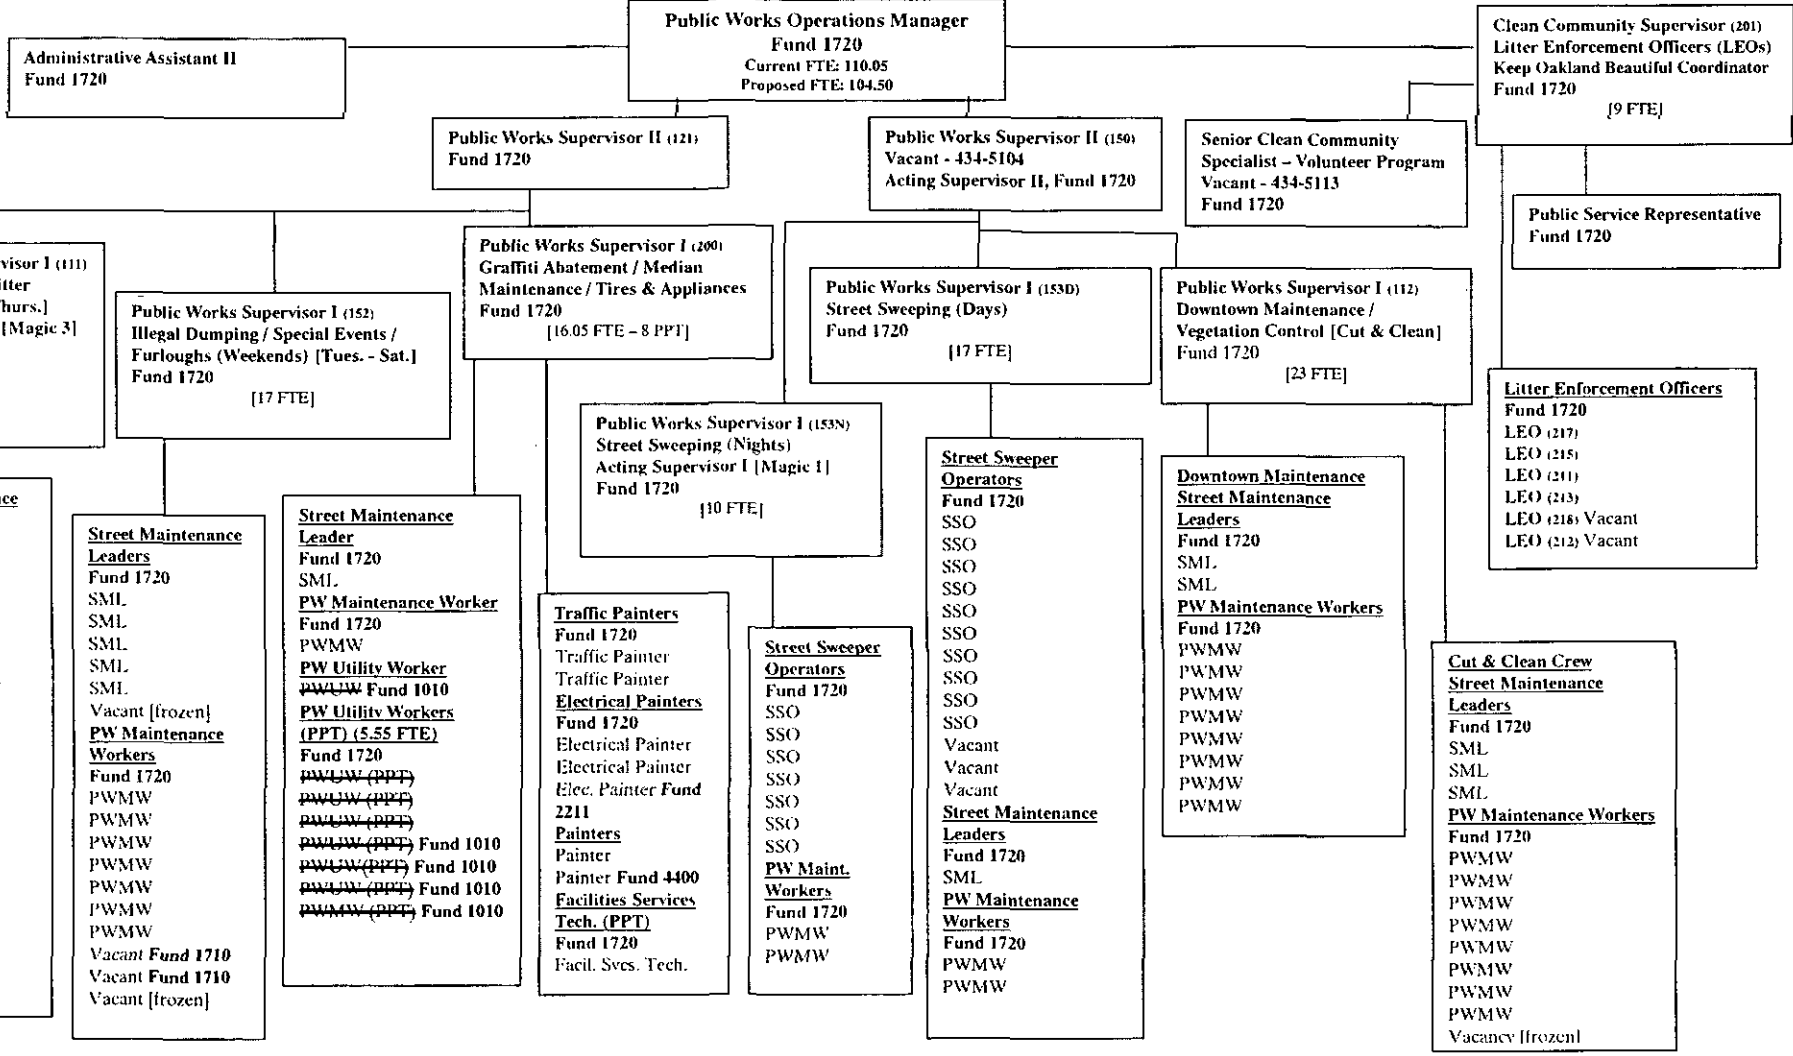 Public Works Operations Manager
Fund 1720
Current FTE: 110.05
Proposed FTE: 104.50
Administrative Assistant II
Fund 1720
Clean Community Supervisor (201)
Litter Enforcement Officers (LEOs)
Keep Oakland Beautiful Coordinator
Fund 1720
[9 FTE]
Public Works Supervisor II (121)
Fund 1720
Public Works Supervisor II (150)
Vacant - 434-5104
Acting Supervisor II, Fund 1720
Senior Clean Community
Specialist – Volunteer Program
Vacant - 434-5113
Fund 1720
Public Service Representative
Fund 1720
visor I (111)
itter
Thurs.]
[Magic 3]
Public Works Supervisor I (152)
Illegal Dumping / Special Events /
Furloughs (Weekends) [Tues. - Sat.]
Fund 1720
[17 FTE]
Public Works Supervisor I (200)
Graffiti Abatement / Median
Maintenance / Tires & Appliances
Fund 1720
[16.05 FTE – 8 PPT]
Public Works Supervisor I (153N)
Street Sweeping (Nights)
Acting Supervisor I [Magic 1]
Fund 1720
[10 FTE]
Public Works Supervisor I (153D)
Street Sweeping (Days)
Fund 1720
[17 FTE]
Public Works Supervisor I (112)
Downtown Maintenance /
Vegetation Control [Cut & Clean]
Fund 1720
[23 FTE]
Litter Enforcement Officers
Fund 1720
LEO (217)
LEO (215)
LEO (211)
LEO (213)
LEO (218) Vacant
LEO (212) Vacant
ce
Street Maintenance
Leaders
Fund 1720
SML
SML
SML
SML
SML
Vacant [frozen]
PW Maintenance
Workers
Fund 1720
PWMW
PWMW
PWMW
PWMW
PWMW
PWMW
PWMW
Vacant Fund 1710
Vacant Fund 1710
Vacant [frozen]
Street Maintenance
Leader
Fund 1720
SML
PW Maintenance Worker
Fund 1720
PWMW
PW Utility Worker
PWUW Fund 1010
PW Utility Workers
(PPT) (5.55 FTE)
Fund 1720
PWUW (PPT)
PWUW (PPT)
PWUW (PPT)
PWUW (PPT) Fund 1010
PWUW (PPT) Fund 1010
PWUW (PPT) Fund 1010
PWMW (PPT) Fund 1010
Traffic Painters
Fund 1720
Traffic Painter
Traffic Painter
Electrical Painters
Fund 1720
Electrical Painter
Electrical Painter
Elec. Painter Fund
2211
Painters
Painter
Painter Fund 4400
Facilities Services
Tech. (PPT)
Fund 1720
Facil. Svcs. Tech.
Street Sweeper
Operators
Fund 1720
SSO
SSO
SSO
SSO
SSO
SSO
SSO
PW Maint.
Workers
Fund 1720
PWMW
PWMW
Street Sweeper
Operators
Fund 1720
SSO
SSO
SSO
SSO
SSO
SSO
SSO
SSO
SSO
SSO
Vacant
Vacant
Vacant
Street Maintenance
Leaders
Fund 1720
SML
PW Maintenance
Workers
Fund 1720
PWMW
PWMW
Downtown Maintenance
Street Maintenance
Leaders
Fund 1720
SML
SML
PW Maintenance Workers
Fund 1720
PWMW
PWMW
PWMW
PWMW
PWMW
PWMW
PWMW
PWMW
Cut & Clean Crew
Street Maintenance
Leaders
Fund 1720
SML
SML
SML
PW Maintenance Workers
Fund 1720
PWMW
PWMW
PWMW
PWMW
PWMW
PWMW
PWMW
PWMW
Vacancy [frozen]